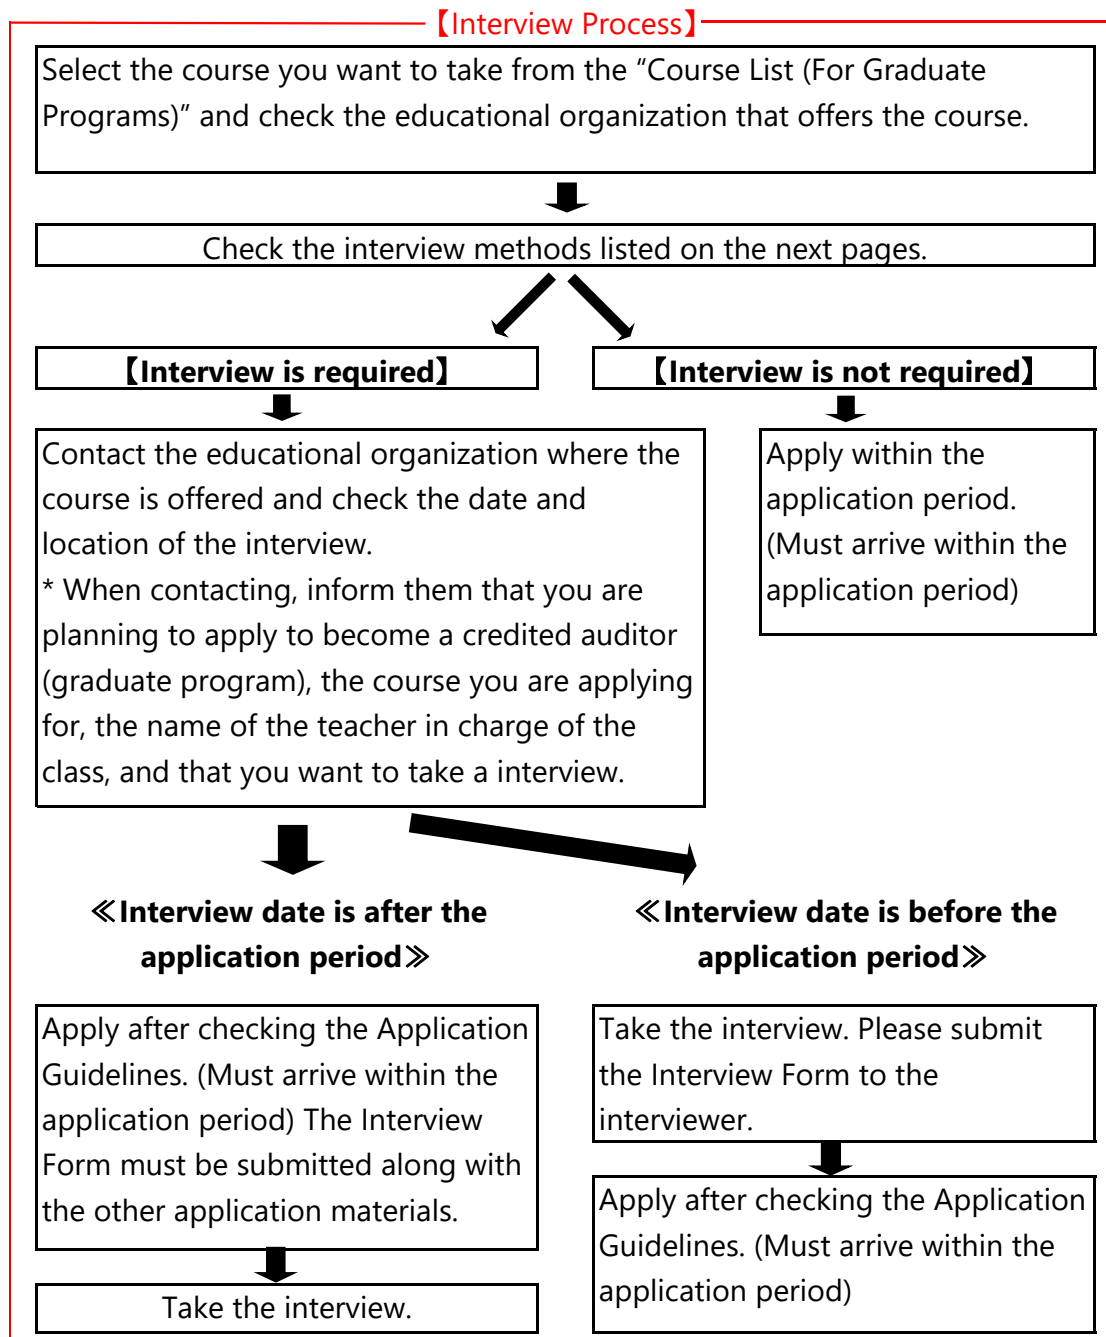 【Interview Process】
Select the course you want to take from the “Course List (For Graduate
Programs)” and check the educational organization that offers the course.
Check the interview methods listed on the next pages.
【Interview is required】
【Interview is not required】
Contact the educational organization where the
course is offered and check the date and
location of the interview.
* When contacting, inform them that you are
planning to apply to become a credited auditor
(graduate program), the course you are applying
for, the name of the teacher in charge of the
class, and that you want to take a interview.
Apply within the
application period.
(Must arrive within the
application period)
≪Interview date is after the
application period≫
≪Interview date is before the
application period≫
Apply after checking the Application
Guidelines. (Must arrive within the
application period) The Interview
Form must be submitted along with
the other application materials.
Take the interview.
Take the interview. Please submit
the Interview Form to the
interviewer.
Apply after checking the Application
Guidelines. (Must arrive within the
application period)